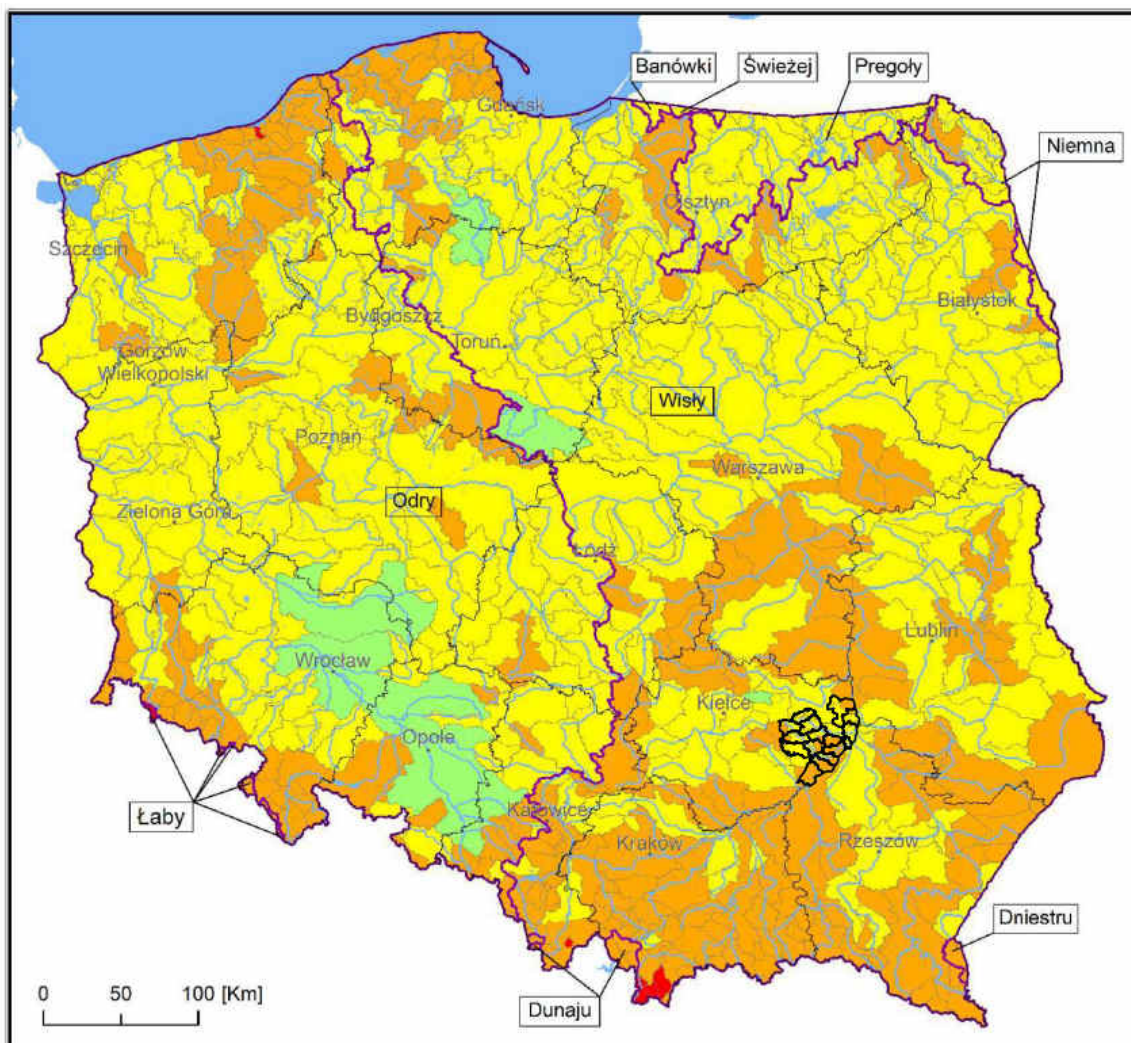 Banówki
Świeżej
Pregoły
Gdańsk
Niemna
Olsztyn
Szczecin
Białystok
Bydgoszcz
Toruń
Gorzów
Wielkopolski
Wisły
Poznań
Warszawa
Odry
Zielona Góra
Łódź
Lublin
Wrocław
Kielce
Opole
Łaby
Katowice
Kraków
Rzeszów
Dniestru
0 50 100 [Km]
Dunaju